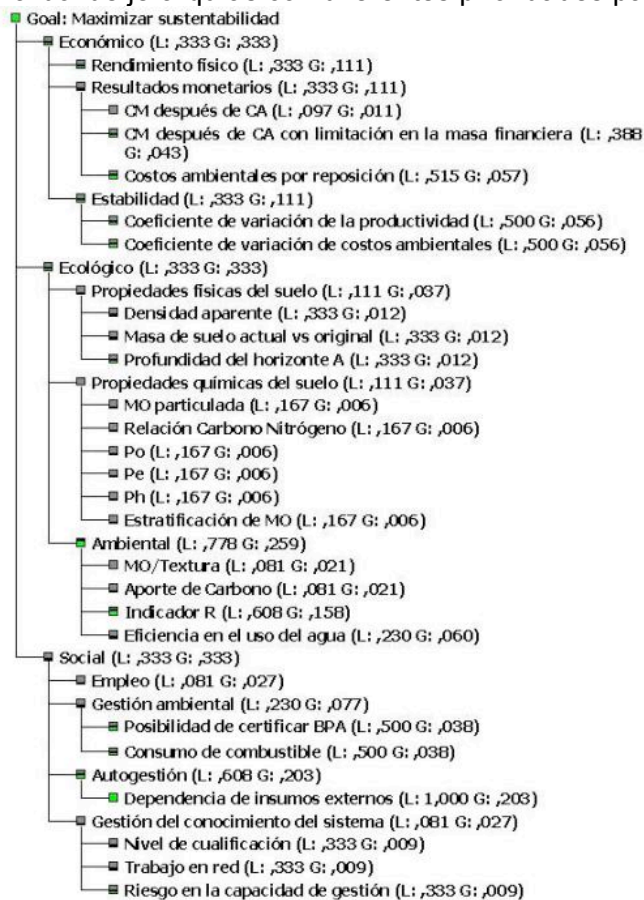 Goal: Maximizar sustentabilidad
Económico (L: ,333 G: ,333)
Rendimiento físico (L: ,333 G: ,111)
Resultados monetarios (L: ,333 G: ,111)
CM después de CA (L: ,097 G: ,011)
CM después de CA con limitación en la masa financiera (L: ,388
G: ,043)
Costos ambientales por reposición (L: ,515 G: ,057)
Estabilidad (L: ,333 G: ,111)
Coeficiente de variación de la productividad (L: ,500 G: ,056)
Coeficiente de variación de costos ambientales (L: ,500 G: ,056)
Ecológico (L: ,333 G: ,333)
Propiedades físicas del suelo (L: ,111 G: ,037)
Densidad aparente (L: ,333 G: ,012)
Masa de suelo actual vs original (L: ,333 G: ,012)
Profundidad del horizonte A (L: ,333 G: ,012)
Propiedades químicas del suelo (L: ,111 G: ,037)
MO particulada (L: ,167 G: ,006)
Relación Carbono Nitrógeno (L: ,167 G: ,006)
Po (L: ,167 G: ,006)
Pe (L: ,167 G: ,006)
Ph (L: ,167 G: ,006)
Estratificación de MO (L: ,167 G: ,006)
Ambiental (L: ,778 G: ,259)
MO/Textura (L: ,081 G: ,021)
Aporte de Carbono (L: ,081 G: ,021)
Indicador R (L: ,608 G: ,158)
Eficiencia en el uso del agua (L: ,230 G: ,060)
Social (L: ,333 G: ,333)
Empleo (L: ,081 G: ,027)
Gestión ambiental (L: ,230 G: ,077)
Posibilidad de certificar BPA (L: ,500 G: ,038)
Consumo de combustible (L: ,500 G: ,038)
Autogestión (L: ,608 G: ,203)
Dependencia de insumos externos (L: 1,000 G: ,203)
Gestión del conocimiento del sistema (L: ,081 G: ,027)
Nivel de cualificación (L: ,333 G: ,009)
Trabajo en red (L: ,333 G: ,009)
Riesgo en la capacidad de gestión (L: ,333 G: ,009)